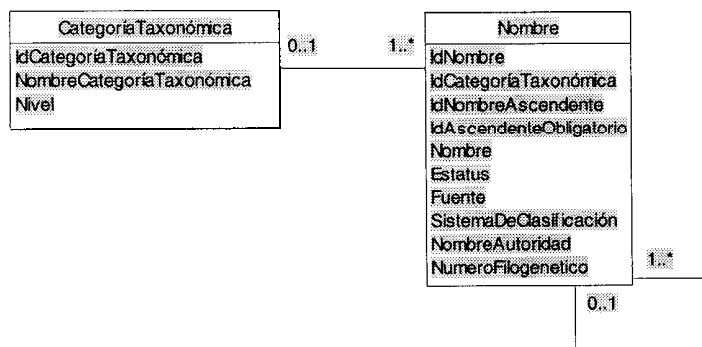 CategoríaTaxonómica
IdCategoríaTaxonómica
NombreCategoríaTaxonómica
Nivel
0..1
1..*
Nombre
IdNombre
IdCategoríaTaxonómica
IdNombreAscendente
IdAscendenteObligatorio
Nombre
Estatus
Fuente
SistemaDeClasificación
NombreAutoridad
NumeroFilogenetico
1..*
0..1